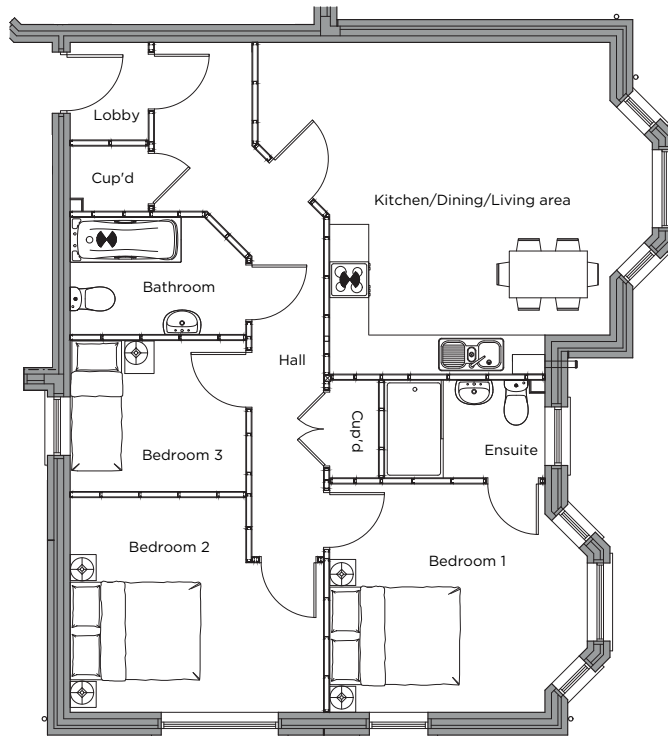 Lobby
Cup'd
Kitchen/Dining/Living area
Bathroom
Hall
Cup'd
Bedroom 3
Ensuite
Bedroom 2
Bedroom 1